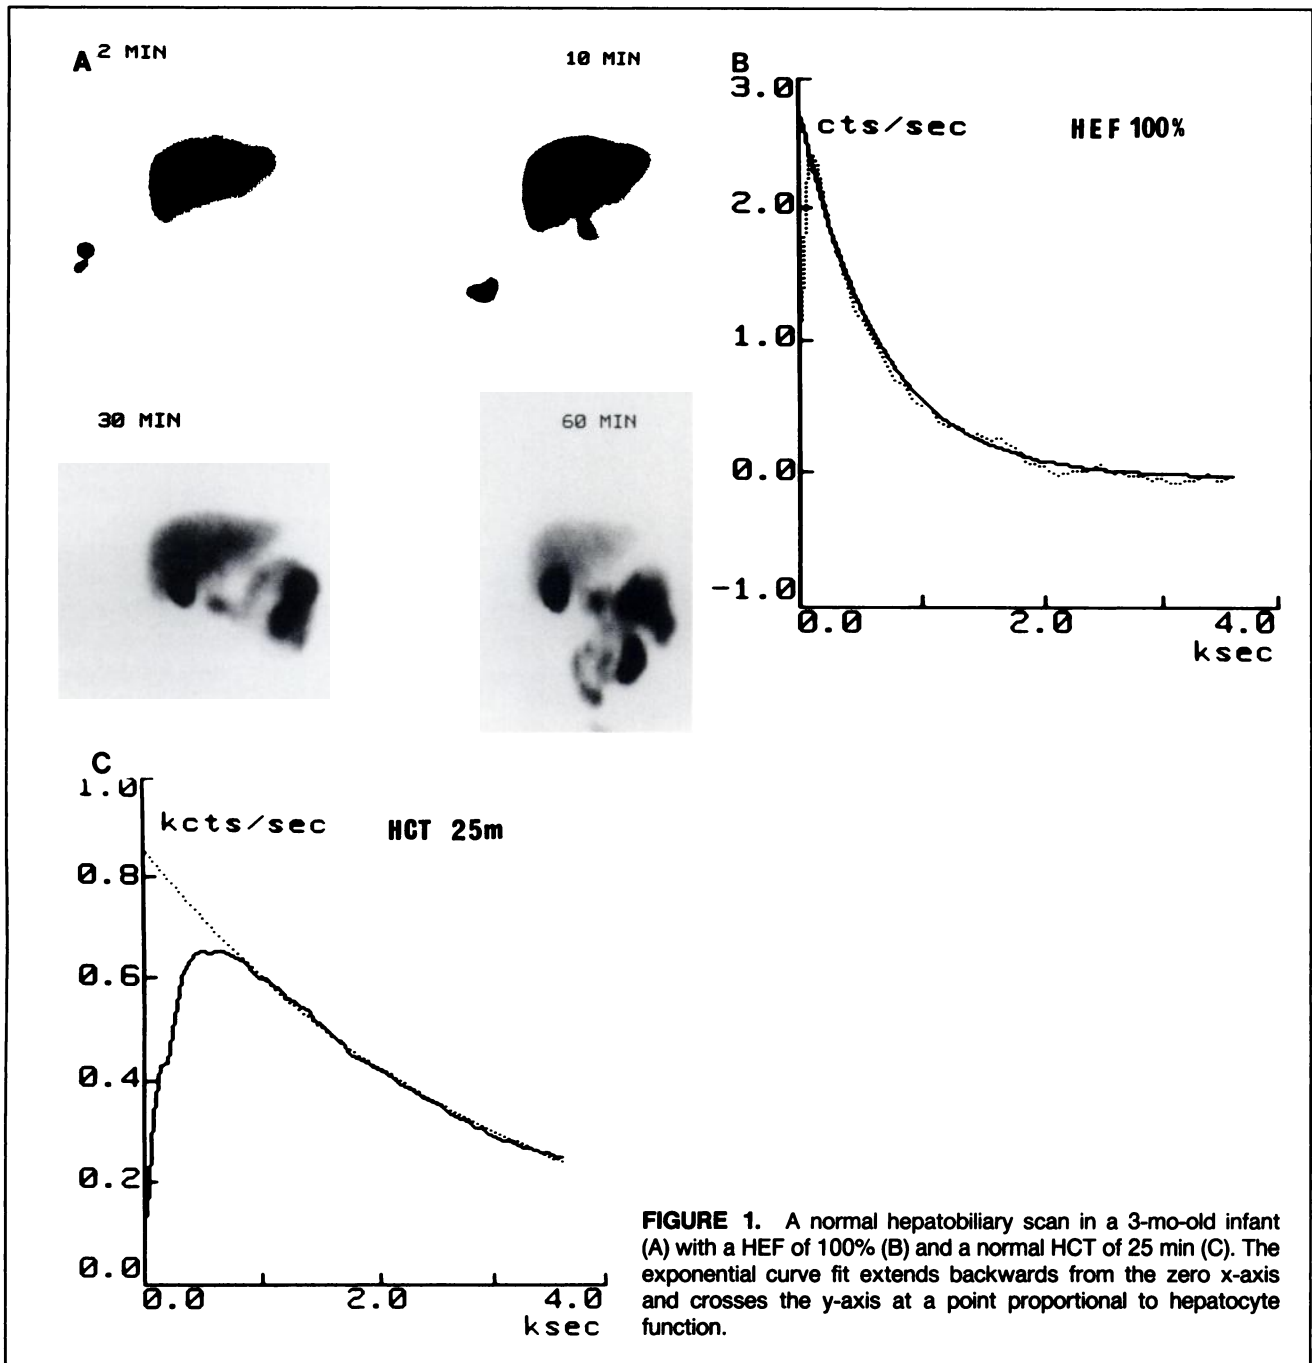 A 2 MIN
10 MIN
30 MIN
60 MIN
B
3.0
cts/sec
HEF 100%
2.0
1.0
0.0
-1.0
0.0 2.0 4.0
ksec
C
1.0
kcts/sec
HCT 25m
0.8
0.6
0.4
0.2
0.0
0.0 2.0 4.0
ksec
FIGURE 1. A normal hepatobiliary scan in a 3-mo-old infant
(A) with a HEF of 100% (B) and a normal HCT of 25 min (C). The
exponential curve fit extends backwards from the zero x-axis
and crosses the y-axis at a point proportional to hepatocyte
function.